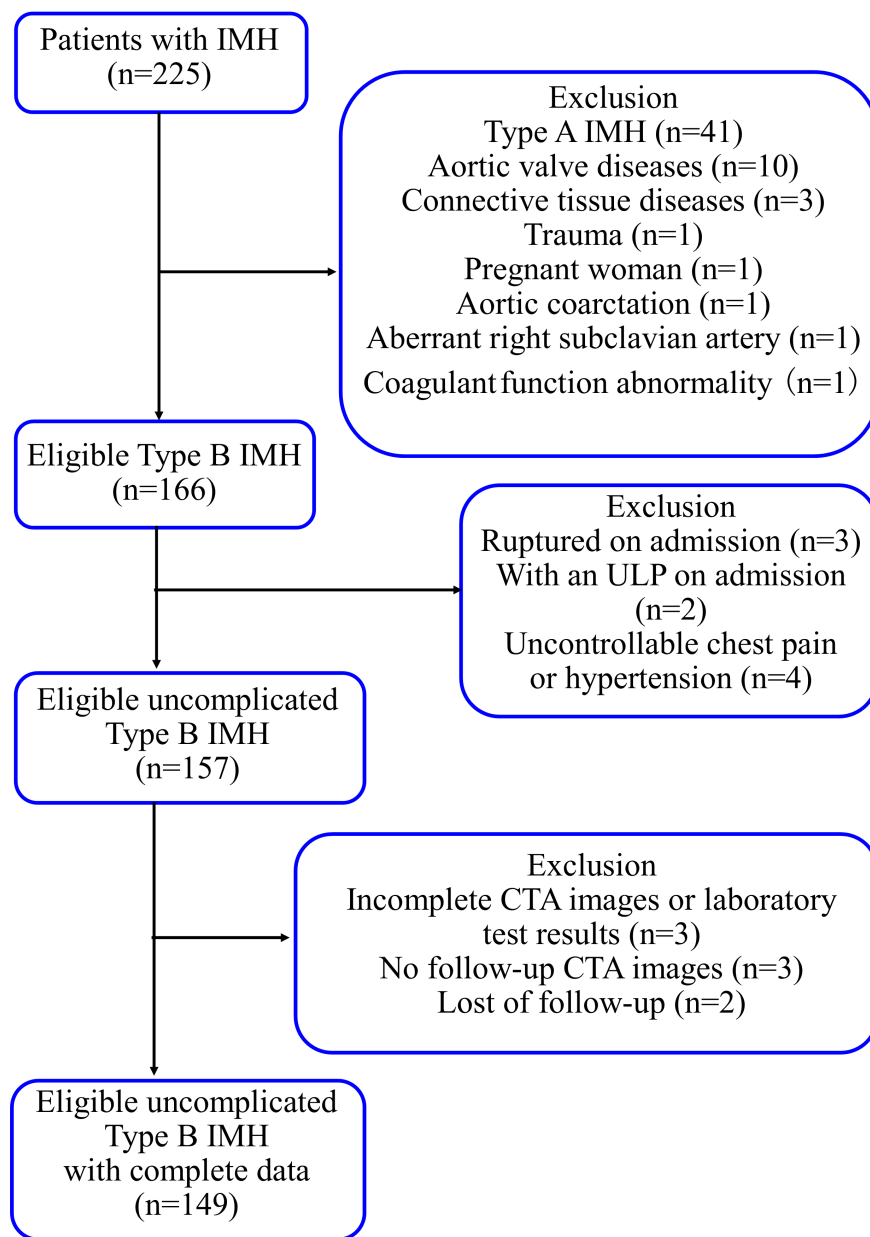 Patients with IMH
(n=225)
Exclusion
Type A IMH (n=41)
Aortic valve diseases (n=10)
Connective tissue diseases (n=3)
Trauma (n=1)
Pregnant woman (n=1)
Aortic coarctation (n=1)
Aberrant right subclavian artery (n=1)
Coagulant function abnormality（n=1）
Eligible Type B IMH
(n=166)
Exclusion
Ruptured on admission (n=3)
With an ULP on admission
(n=2)
Uncontrollable chest pain
or hypertension (n=4)
Eligible uncomplicated
Type B IMH
(n=157)
Exclusion
Incomplete CTA images or laboratory
test results (n=3)
No follow-up CTA images (n=3)
Lost of follow-up (n=2)
Eligible uncomplicated
Type B IMH
with complete data
(n=149)